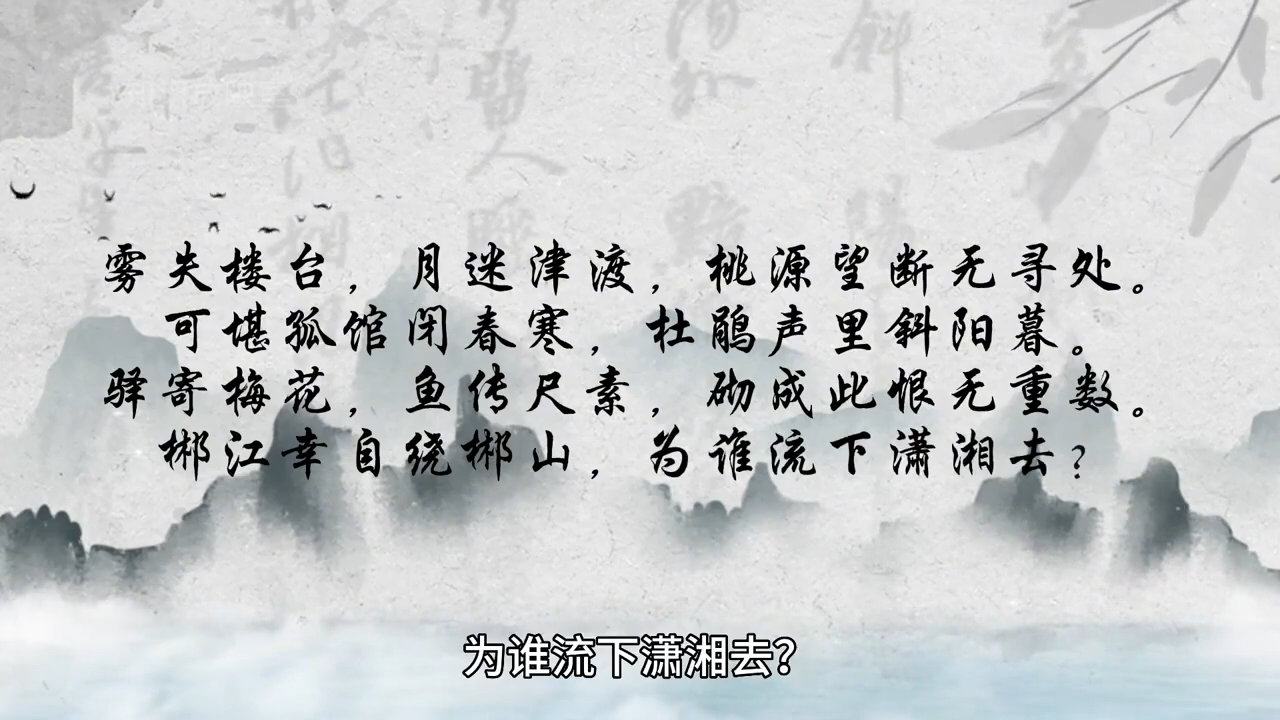 雾失楼台，月迷津渡，桃源望断无寻处。
可堪孤馆闭春寒，杜鹃声里斜阳暮。
驿寄梅花，鱼传尺素，砌成此恨无重数。
郴江幸自绕郴山，为谁流下潇湘去？
为谁流下潇湘去？